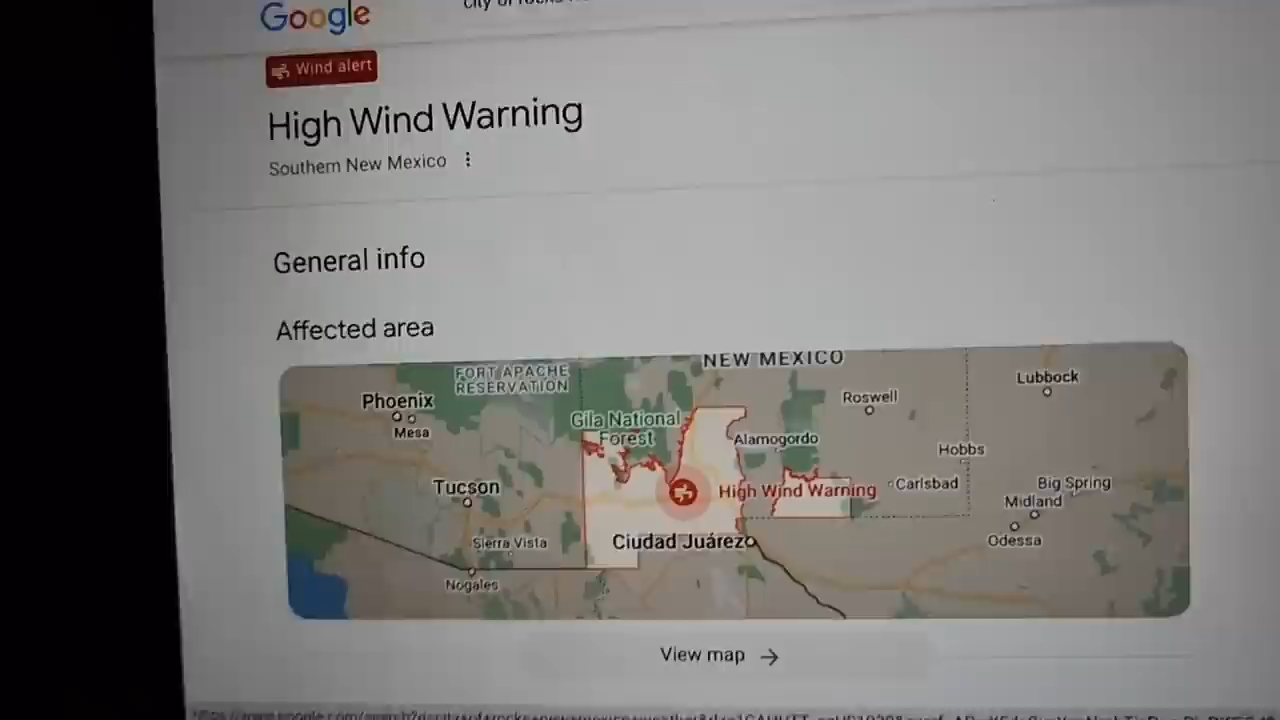 Google
City of
Wind alert
High Wind Warning
Southern New Mexico
General info
Affected area
NEW MEXICO
FORT APACHE
RESERVATION
Lubbock
Phoenix
Roswell
Mesa
Gila National
Forest
Alamogordo
Hobbs
Tucson
High Wind Warning
Carlsbad
Big Spring
Midland
Sierra Vista
Ciudad Juárez
Odessa
Nogales
View map →